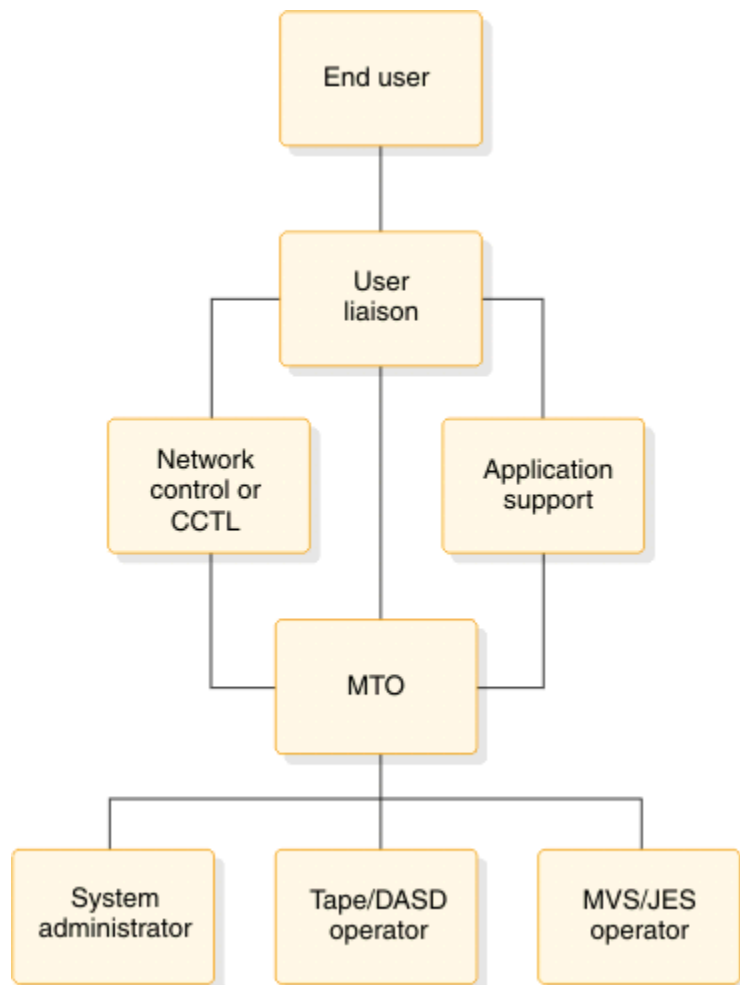 End user
User
liaison
Network
control or
CCTL
Application
support
MTO
System
administrator
Tape/DASD
operator
MVS/JES
operator